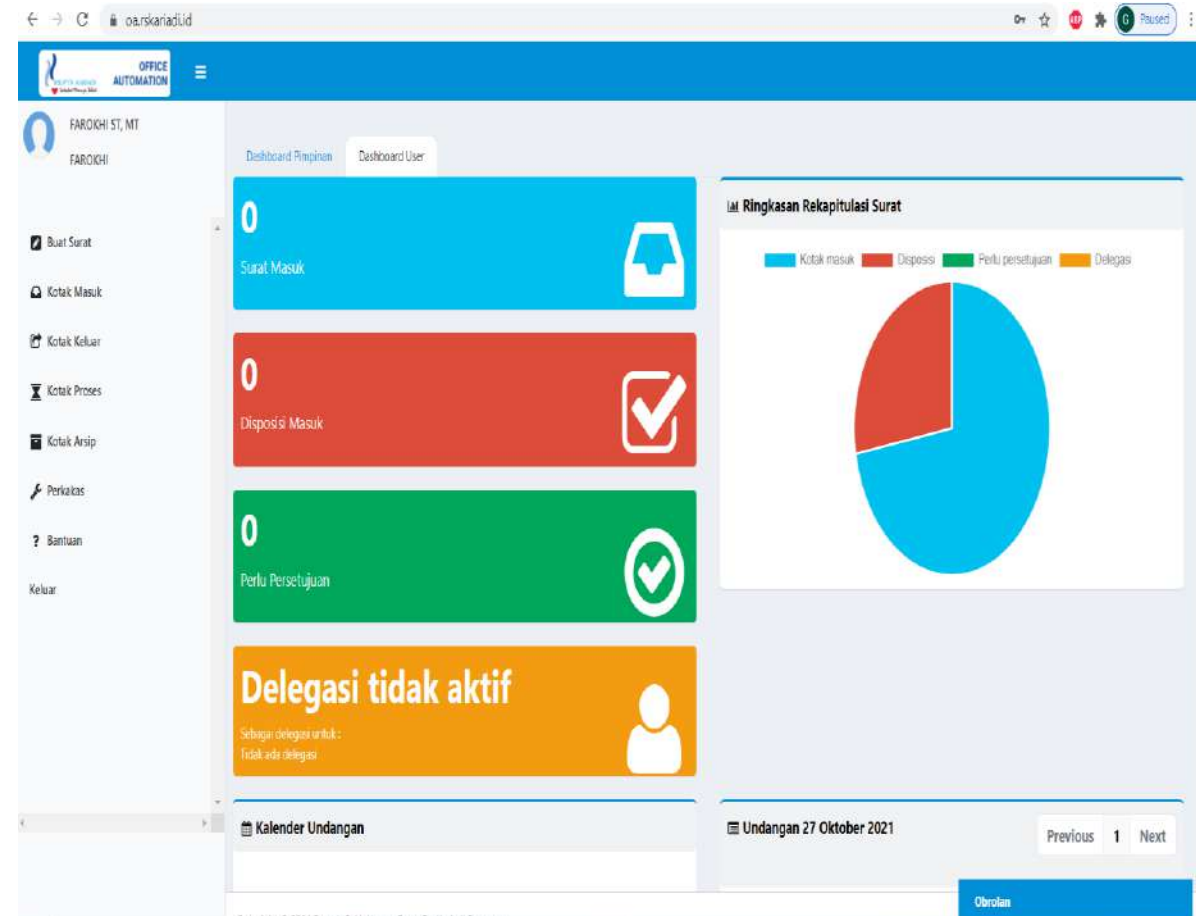 oa.rskariadi.id
Paused
OFFICE
AUTOMATION
FAROKHI ST, MT
FAROKHI
Dashboard Pimpinan
Dashboard User
Buat Surat
Kotak Masuk
Kotak Keluar
Kotak Proses
Kotak Arsip
Perkakas
? Bantuan
Keluar
0
Surat Masuk
0
Disposisi Masuk
0
Perlu Persetujuan
Delegasi tidak aktif
Sebagai delegasi untuk :
Tidak ada delegasi
Ringkasan Rekapitulasi Surat
Kotak masuk Disposisi Perlu persetujuan Delegasi
Kalender Undangan
Undangan 27 Oktober 2021
Previous 1 Next
Obrolan